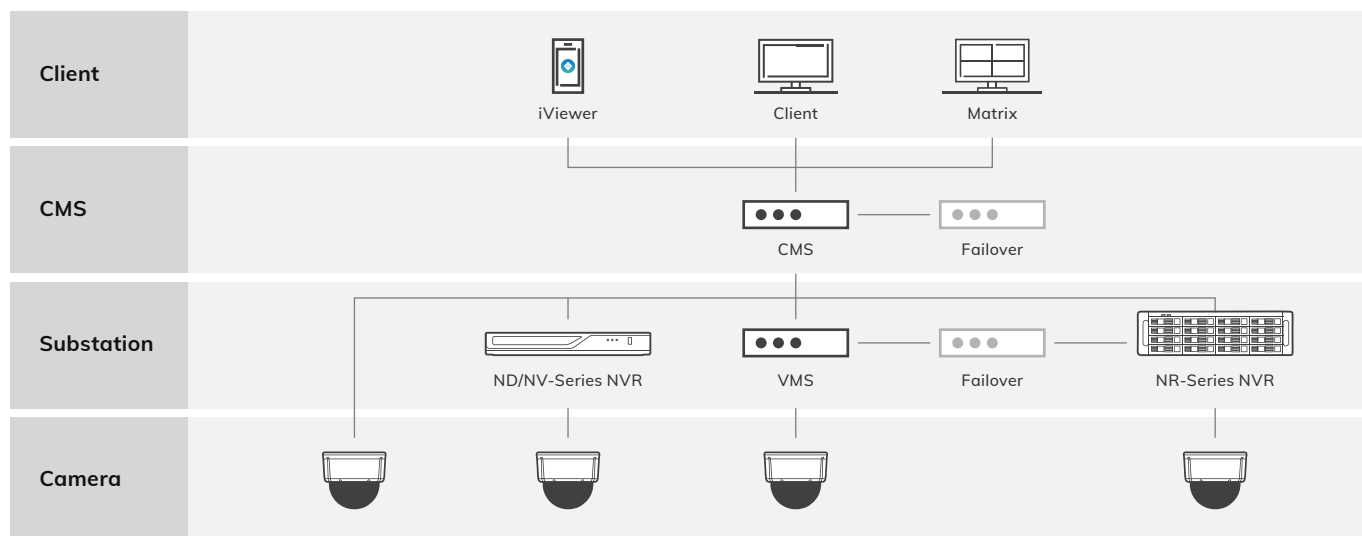 Client
iViewer
Client
Matrix
CMS
CMS
Failover
Substation
ND/NV-Series NVR
VMS
Failover
NR-Series NVR
Camera